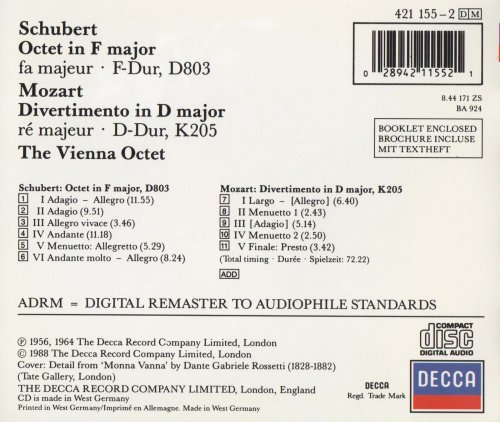 Schubert
Octet in F major
fa majeur · F-Dur, D803
Mozart
Divertimento in D major
ré majeur · D-Dur, K205
The Vienna Octet
421 155-2 DM
0 28942 11552 1
8.44 171 ZS
BA 924
BOOKLET ENCLOSED
BROCHURE INCLUSE
MIT TEXTHEFT
Schubert: Octet in F major, D803
1 I Adagio – Allegro (11.55)
2 II Adagio (9.51)
3 III Allegro vivace (3.46)
4 IV Andante (11.18)
5 V Menuetto: Allegretto (5.29)
6 VI Andante molto – Allegro (8.24)
Mozart: Divertimento in D major, K205
7 I Largo – [Allegro] (6.40)
8 II Menuetto 1 (2.43)
9 III [Adagio] (5.14)
10 IV Menuetto 2 (2.50)
11 V Finale: Presto (3.42)
(Total timing · Durée · Spielzeit: 72.22)
ADD
ADRM = DIGITAL REMASTER TO AUDIOPHILE STANDARDS
℗ 1956, 1964 The Decca Record Company Limited, London
© 1988 The Decca Record Company Limited, London
Cover: Detail from 'Monna Vanna' by Dante Gabriele Rossetti (1828-1882)
(Tate Gallery, London)
THE DECCA RECORD COMPANY LIMITED, LONDON, ENGLAND
CD is made in West Germany
Printed in West Germany/Imprimé en Allemagne. Made in West Germany
COMPACT
disc
DIGITAL AUDIO
DECCA
Regd. Trade Mark
DECCA